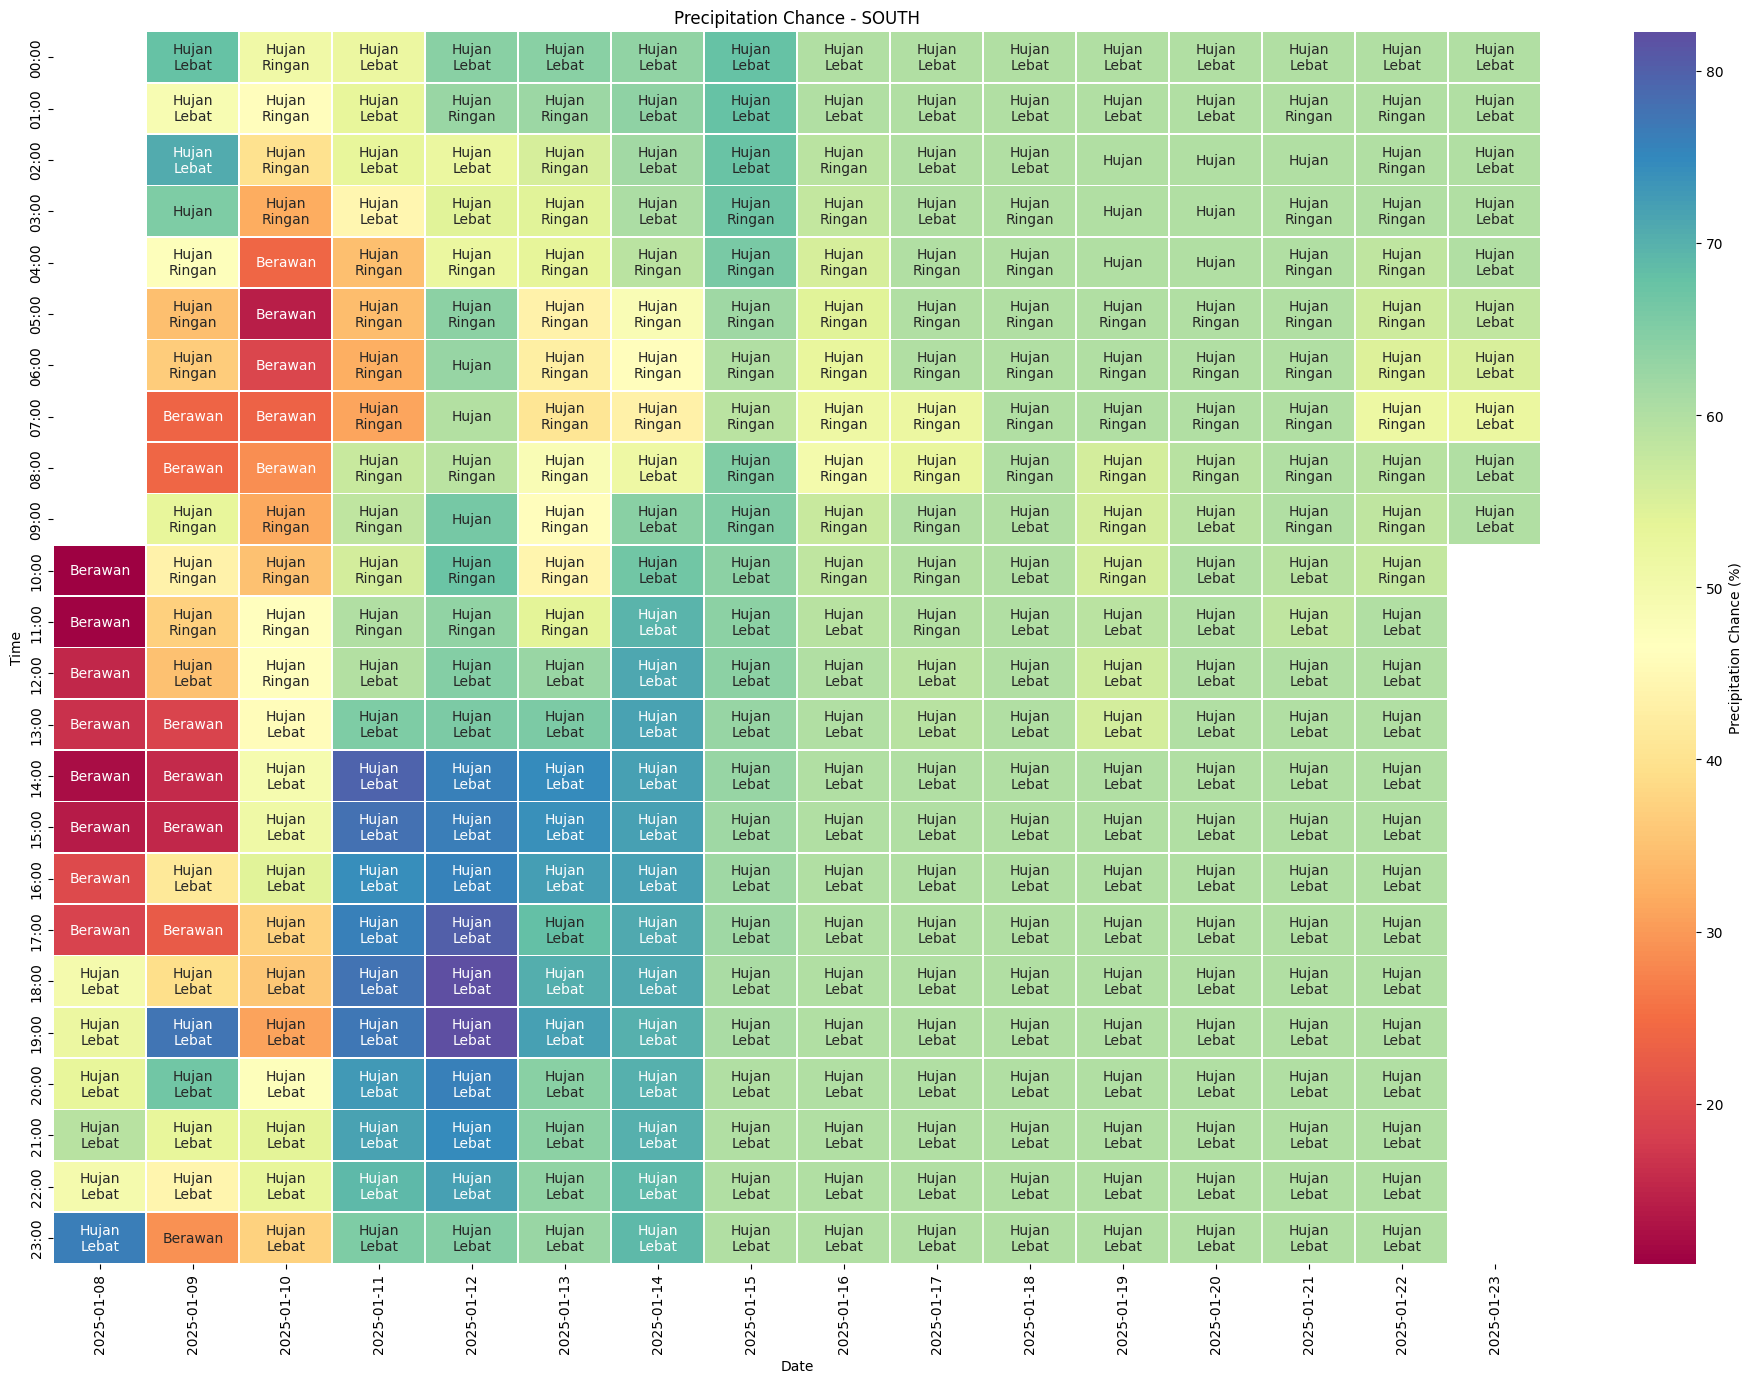 Precipitation Chance - SOUTH
00:00 Hujan Lebat Hujan Ringan Hujan Lebat Hujan Lebat Hujan Lebat Hujan Lebat Hujan Lebat Hujan Lebat Hujan Lebat Hujan Lebat Hujan Lebat Hujan Lebat Hujan Lebat Hujan Lebat Hujan Lebat
01:00 Hujan Lebat Hujan Ringan Hujan Lebat Hujan Ringan Hujan Ringan Hujan Lebat Hujan Lebat Hujan Lebat Hujan Lebat Hujan Lebat Hujan Lebat Hujan Lebat Hujan Ringan Hujan Ringan Hujan Lebat
02:00 Hujan Lebat Hujan Ringan Hujan Lebat Hujan Lebat Hujan Ringan Hujan Lebat Hujan Lebat Hujan Ringan Hujan Lebat Hujan Lebat Hujan Hujan Hujan Hujan Ringan Hujan Lebat
03:00 Hujan Hujan Ringan Hujan Lebat Hujan Lebat Hujan Ringan Hujan Lebat Hujan Ringan Hujan Ringan Hujan Lebat Hujan Ringan Hujan Hujan Hujan Ringan Hujan Ringan Hujan Lebat
04:00 Hujan Ringan Berawan Hujan Ringan Hujan Ringan Hujan Ringan Hujan Ringan Hujan Ringan Hujan Ringan Hujan Ringan Hujan Ringan Hujan Hujan Hujan Ringan Hujan Ringan Hujan Lebat
05:00 Hujan Ringan Berawan Hujan Ringan Hujan Ringan Hujan Ringan Hujan Ringan Hujan Ringan Hujan Ringan Hujan Ringan Hujan Ringan Hujan Ringan Hujan Ringan Hujan Ringan Hujan Ringan Hujan Lebat
06:00 Hujan Ringan Berawan Hujan Ringan Hujan Hujan Ringan Hujan Ringan Hujan Ringan Hujan Ringan Hujan Ringan Hujan Ringan Hujan Ringan Hujan Ringan Hujan Ringan Hujan Ringan Hujan Lebat
07:00 Berawan Berawan Hujan Ringan Hujan Hujan Ringan Hujan Ringan Hujan Ringan Hujan Ringan Hujan Ringan Hujan Ringan Hujan Ringan Hujan Ringan Hujan Ringan Hujan Ringan Hujan Lebat
08:00 Berawan Berawan Hujan Ringan Hujan Ringan Hujan Ringan Hujan Lebat Hujan Ringan Hujan Ringan Hujan Ringan Hujan Ringan Hujan Ringan Hujan Ringan Hujan Ringan Hujan Ringan Hujan Lebat
09:00 Hujan Ringan Hujan Ringan Hujan Ringan Hujan Hujan Ringan Hujan Lebat Hujan Ringan Hujan Ringan Hujan Ringan Hujan Lebat Hujan Ringan Hujan Lebat Hujan Ringan Hujan Ringan Hujan Lebat
10:00 Berawan Hujan Ringan Hujan Ringan Hujan Ringan Hujan Ringan Hujan Ringan Hujan Lebat Hujan Lebat Hujan Ringan Hujan Ringan Hujan Lebat Hujan Ringan Hujan Lebat Hujan Lebat Hujan Ringan
11:00 Berawan Hujan Ringan Hujan Ringan Hujan Ringan Hujan Ringan Hujan Ringan Hujan Lebat Hujan Lebat Hujan Lebat Hujan Ringan Hujan Lebat Hujan Lebat Hujan Lebat Hujan Lebat Hujan Lebat
12:00 Berawan Hujan Lebat Hujan Ringan Hujan Lebat Hujan Lebat Hujan Lebat Hujan Lebat Hujan Lebat Hujan Lebat Hujan Lebat Hujan Lebat Hujan Lebat Hujan Lebat Hujan Lebat Hujan Lebat
13:00 Berawan Berawan Hujan Lebat Hujan Lebat Hujan Lebat Hujan Lebat Hujan Lebat Hujan Lebat Hujan Lebat Hujan Lebat Hujan Lebat Hujan Lebat Hujan Lebat Hujan Lebat Hujan Lebat
14:00 Berawan Berawan Hujan Lebat Hujan Lebat Hujan Lebat Hujan Lebat Hujan Lebat Hujan Lebat Hujan Lebat Hujan Lebat Hujan Lebat Hujan Lebat Hujan Lebat Hujan Lebat Hujan Lebat
15:00 Berawan Berawan Hujan Lebat Hujan Lebat Hujan Lebat Hujan Lebat Hujan Lebat Hujan Lebat Hujan Lebat Hujan Lebat Hujan Lebat Hujan Lebat Hujan Lebat Hujan Lebat Hujan Lebat
16:00 Berawan Hujan Lebat Hujan Lebat Hujan Lebat Hujan Lebat Hujan Lebat Hujan Lebat Hujan Lebat Hujan Lebat Hujan Lebat Hujan Lebat Hujan Lebat Hujan Lebat Hujan Lebat Hujan Lebat
17:00 Berawan Berawan Hujan Lebat Hujan Lebat Hujan Lebat Hujan Lebat Hujan Lebat Hujan Lebat Hujan Lebat Hujan Lebat Hujan Lebat Hujan Lebat Hujan Lebat Hujan Lebat Hujan Lebat
18:00 Hujan Lebat Hujan Lebat Hujan Lebat Hujan Lebat Hujan Lebat Hujan Lebat Hujan Lebat Hujan Lebat Hujan Lebat Hujan Lebat Hujan Lebat Hujan Lebat Hujan Lebat Hujan Lebat Hujan Lebat
19:00 Hujan Lebat Hujan Lebat Hujan Lebat Hujan Lebat Hujan Lebat Hujan Lebat Hujan Lebat Hujan Lebat Hujan Lebat Hujan Lebat Hujan Lebat Hujan Lebat Hujan Lebat Hujan Lebat Hujan Lebat
20:00 Hujan Lebat Hujan Lebat Hujan Lebat Hujan Lebat Hujan Lebat Hujan Lebat Hujan Lebat Hujan Lebat Hujan Lebat Hujan Lebat Hujan Lebat Hujan Lebat Hujan Lebat Hujan Lebat Hujan Lebat
21:00 Hujan Lebat Hujan Lebat Hujan Lebat Hujan Lebat Hujan Lebat Hujan Lebat Hujan Lebat Hujan Lebat Hujan Lebat Hujan Lebat Hujan Lebat Hujan Lebat Hujan Lebat Hujan Lebat Hujan Lebat
22:00 Hujan Lebat Hujan Lebat Hujan Lebat Hujan Lebat Hujan Lebat Hujan Lebat Hujan Lebat Hujan Lebat Hujan Lebat Hujan Lebat Hujan Lebat Hujan Lebat Hujan Lebat Hujan Lebat Hujan Lebat
23:00 Hujan Lebat Berawan Hujan Lebat Hujan Lebat Hujan Lebat Hujan Lebat Hujan Lebat Hujan Lebat Hujan Lebat Hujan Lebat Hujan Lebat Hujan Lebat Hujan Lebat Hujan Lebat Hujan Lebat
2025-01-08 2025-01-09 2025-01-10 2025-01-11 2025-01-12 2025-01-13 2025-01-14 2025-01-15 2025-01-16 2025-01-17 2025-01-18 2025-01-19 2025-01-20 2025-01-21 2025-01-22 2025-01-23
Date
Time
80
70
60
50
40
30
20
Precipitation Chance (%)